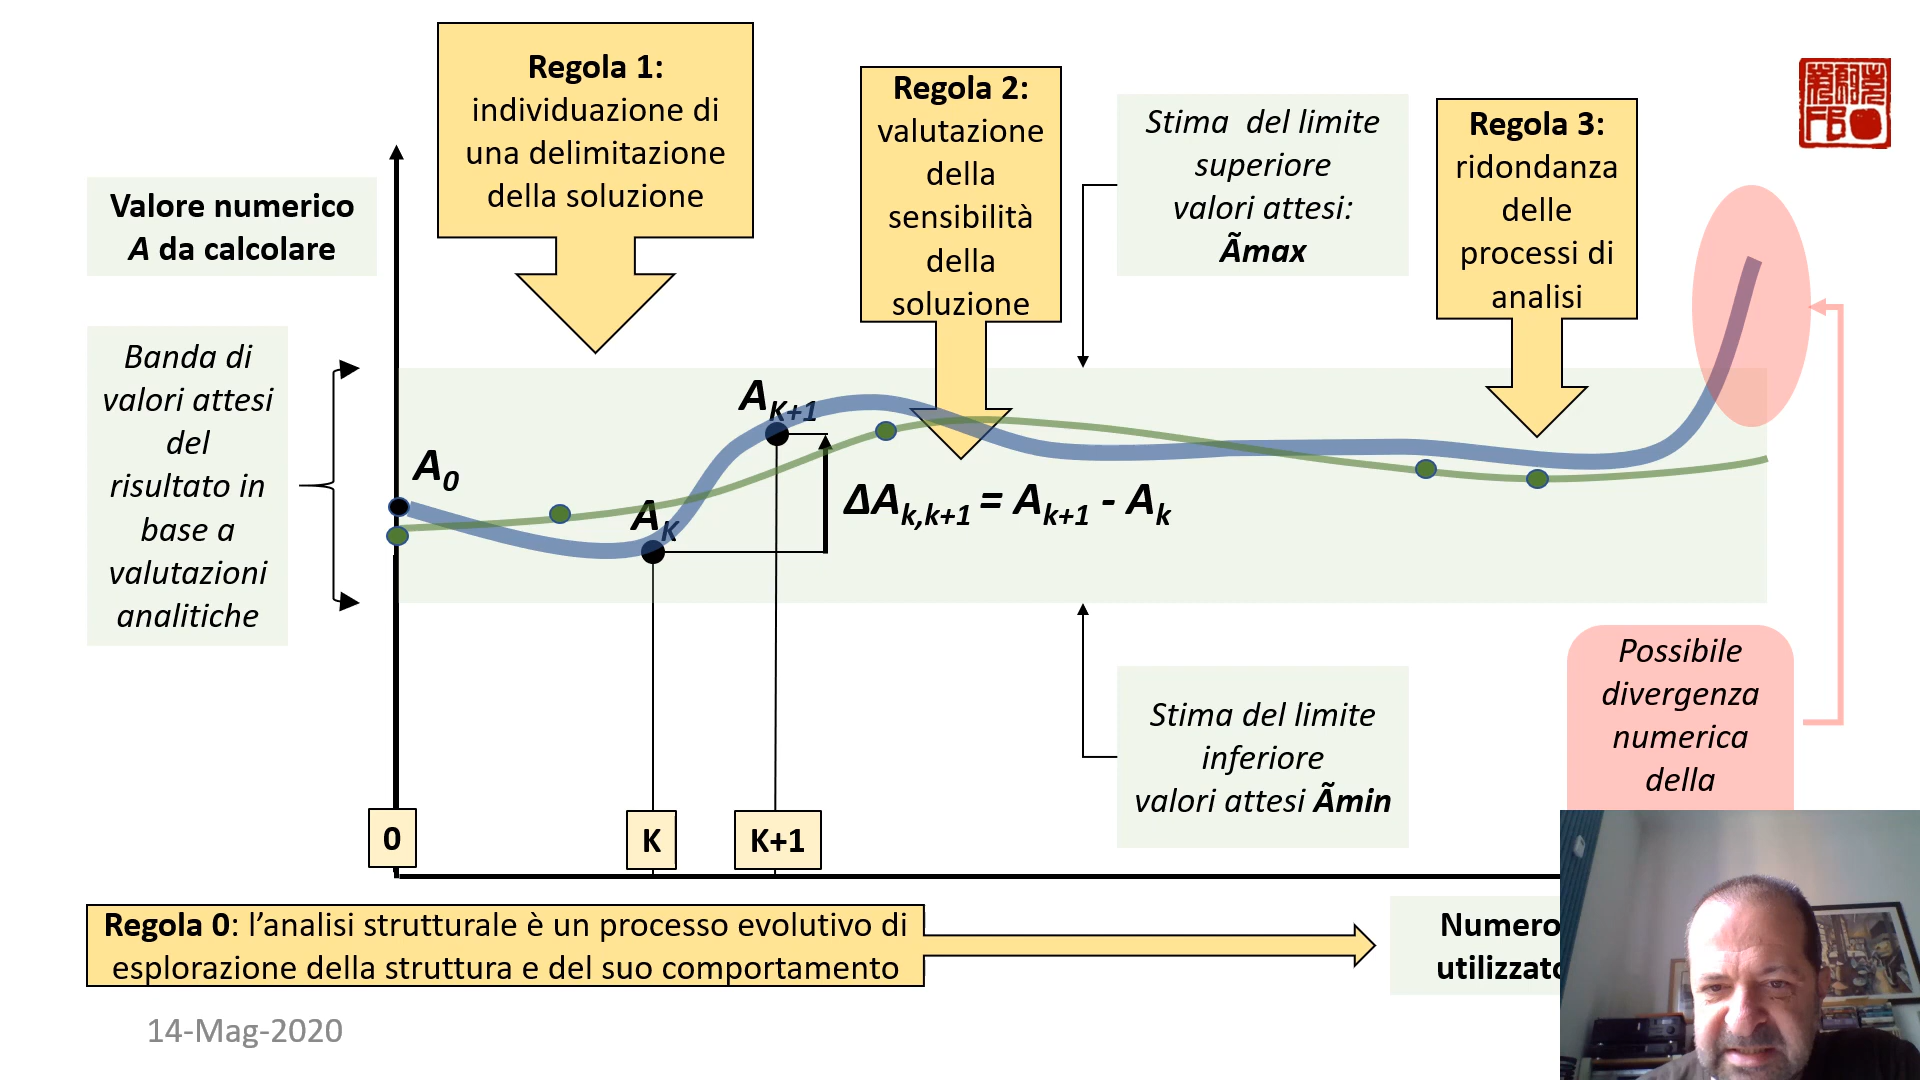 Regola 1:
individuazione di
una delimitazione
della soluzione
Regola 2:
valutazione
della
sensibilità
della
soluzione
Stima del limite
superiore
valori attesi:
Ãmax
Regola 3:
ridondanza
delle
processi di
analisi
FB
Valore numerico
A da calcolare
Banda di
valori attesi
del
risultato in
base a
valutazioni
analitiche
A0
AK
AK+1
ΔAk,k+1 = Ak+1 - Ak
Stima del limite
inferiore
valori attesi Ãmin
Possibile
divergenza
numerica
della
0
K
K+1
Regola 0: l'analisi strutturale è un processo evolutivo di
esplorazione della struttura e del suo comportamento
Numero
utilizzato
14-Mag-2020